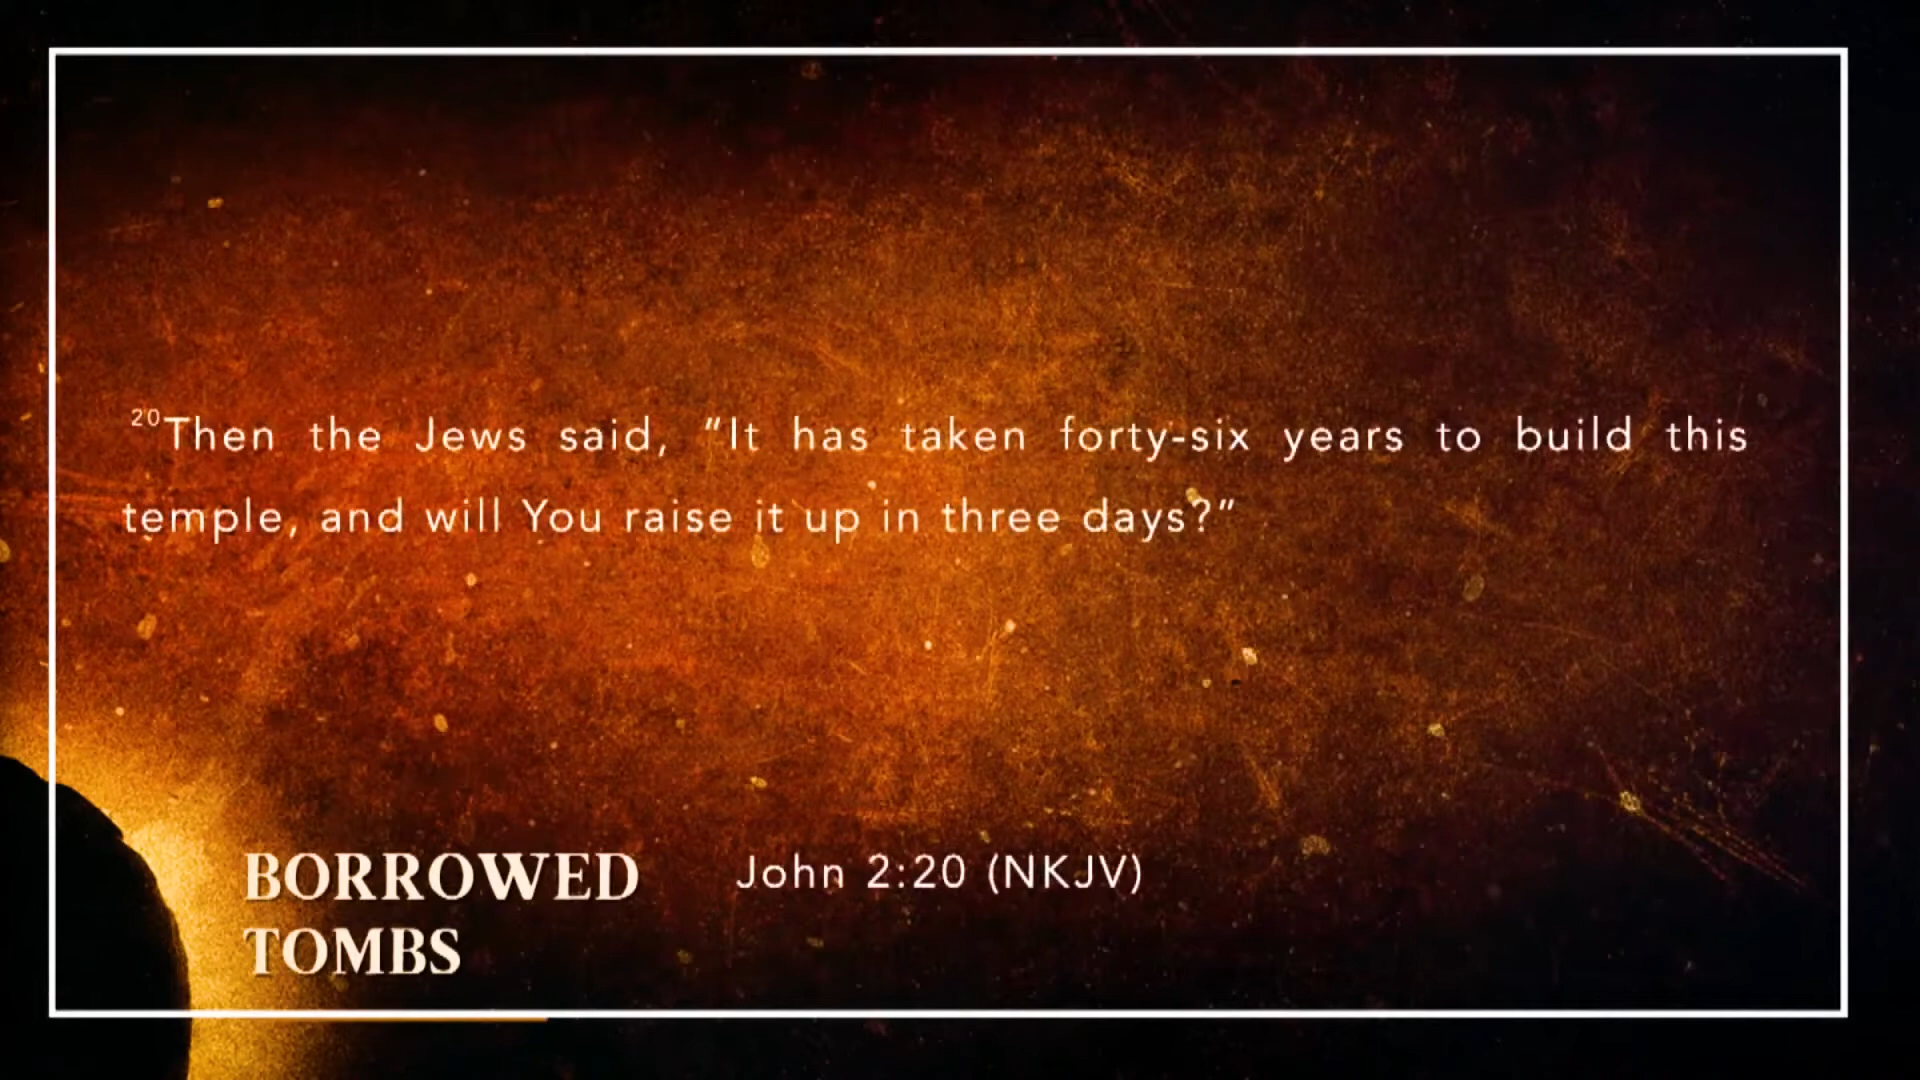 20Then the Jews said, “It has taken forty-six years to build this
temple, and will You raise it up in three days?”
BORROWED
TOMBS
John 2:20 (NKJV)